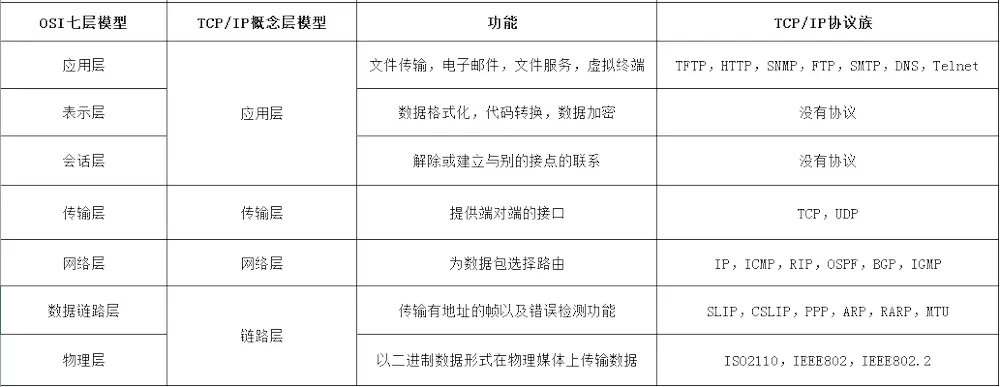 OSI七层模型 TCP/IP概念层模型 功能 TCP/IP协议族
应用层 文件传输，电子邮件，文件服务，虚拟终端 TFTP，HTTP，SNMP，FTP，SMTP，DNS，Telnet
表示层 应用层 数据格式化，代码转换，数据加密 没有协议
会话层 解除或建立与别的接点的联系 没有协议
传输层 传输层 提供端对端的接口 TCP，UDP
网络层 网络层 为数据包选择路由 IP，ICMP，RIP，OSPF，BGP，IGMP
数据链路层 传输有地址的帧以及错误检测功能 SLIP，CSLIP，PPP，ARP，RARP，MTU
链路层
物理层 以二进制数据形式在物理媒体上传输数据 ISO2110，IEEE802，IEEE802.2